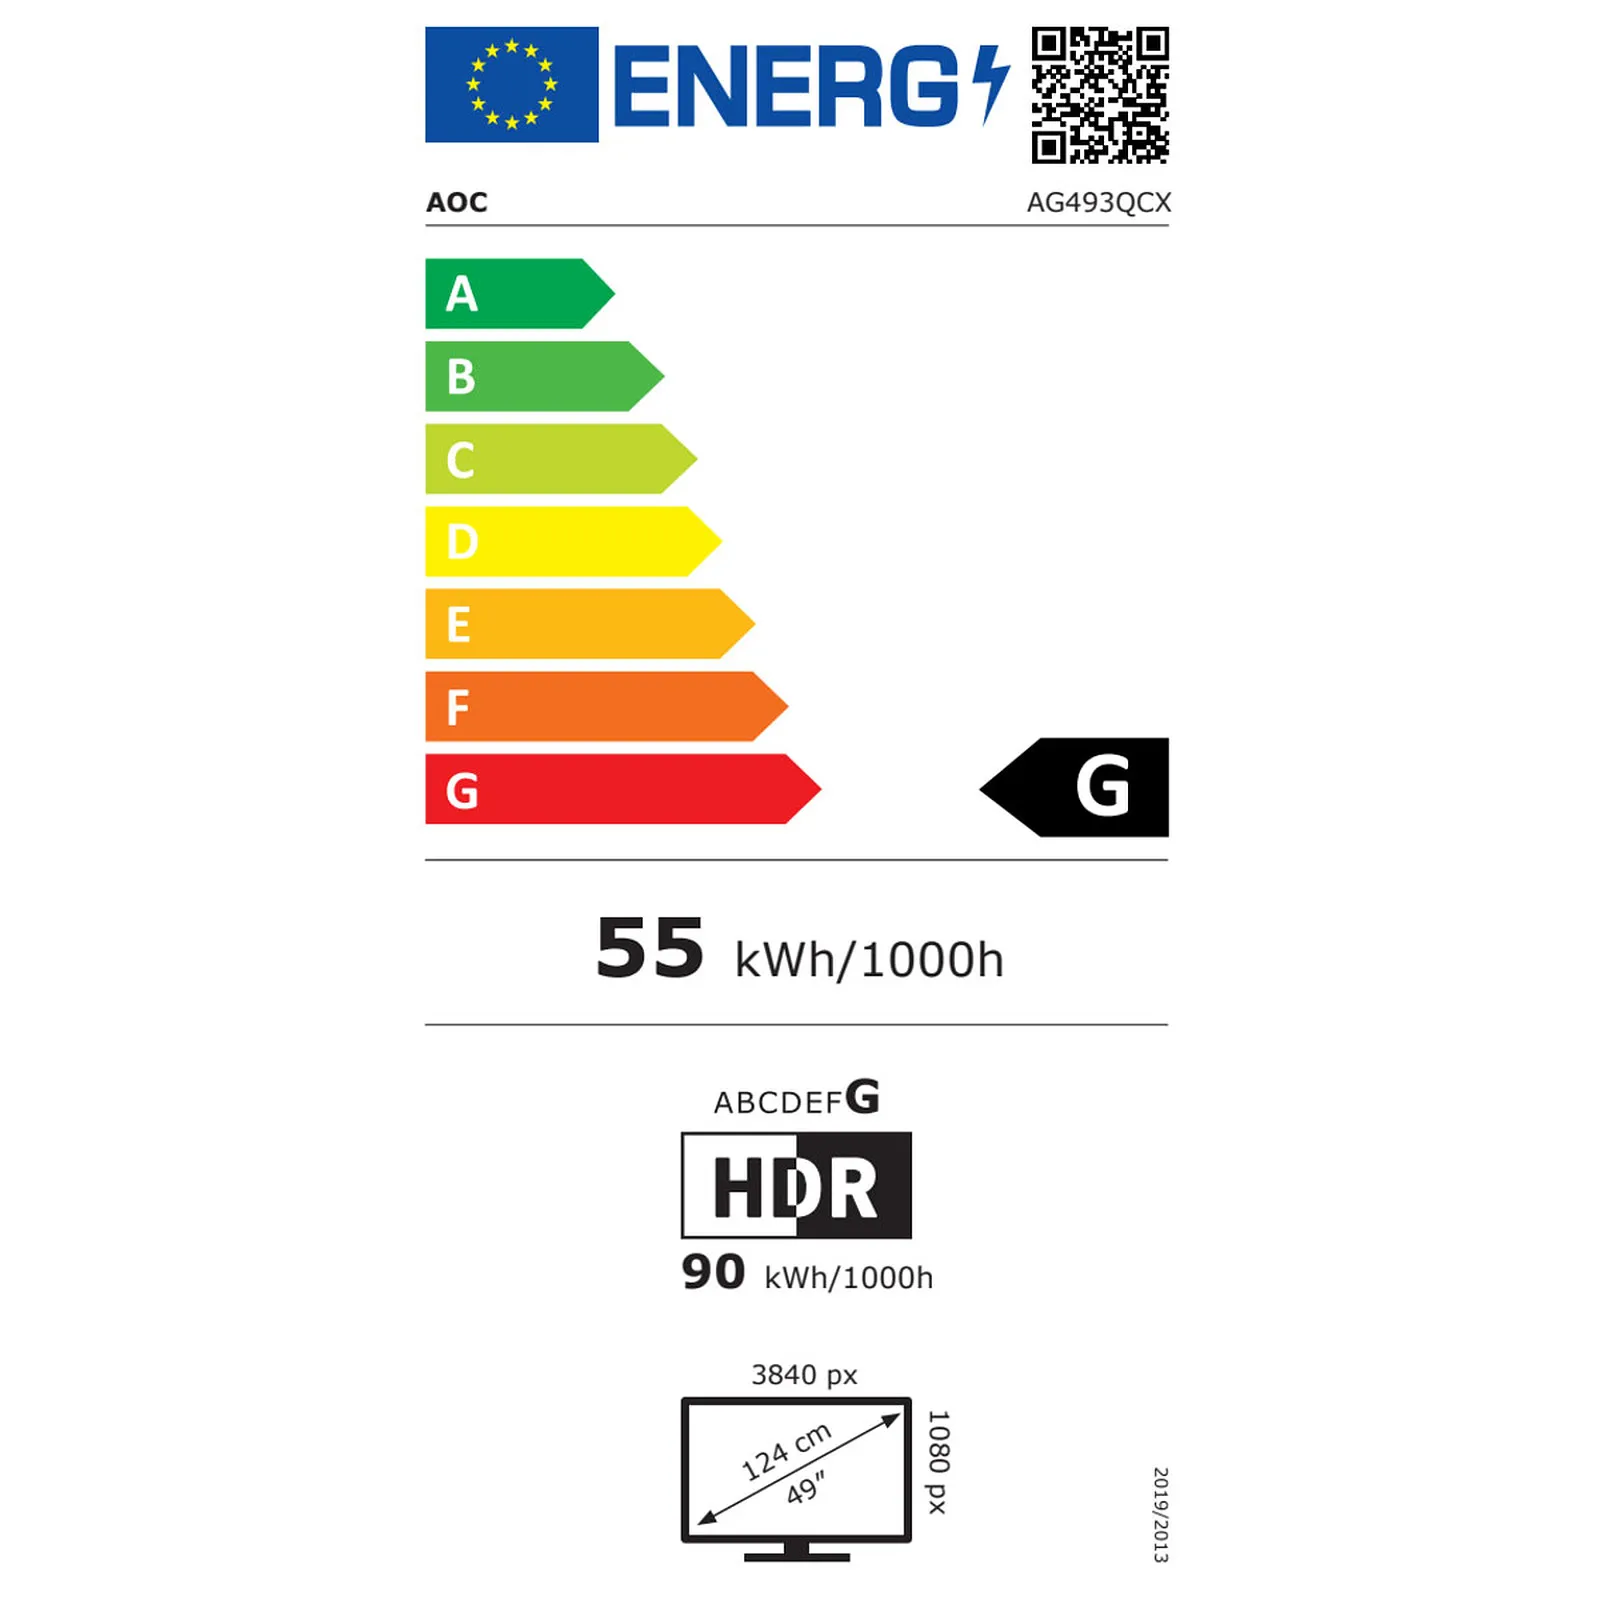 ENERG
AOC
AG493QCX
A
B
C
D
E
F
G
G
55 kWh/1000h
ABCDEFG
HDR
90 kWh/1000h
3840 px
1080 px
124 cm
49"
2019/2013